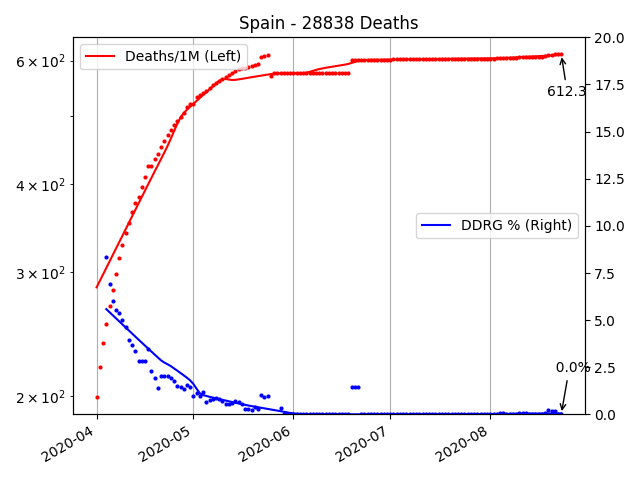 Spain - 28838 Deaths
Deaths/1M (Left)
DDRG % (Right)
612.3
0.0%
6 × 10²
4 × 10²
3 × 10²
2 × 10²
20.0
17.5
15.0
12.5
10.0
7.5
5.0
2.5
0.0
2020-04
2020-05
2020-06
2020-07
2020-08